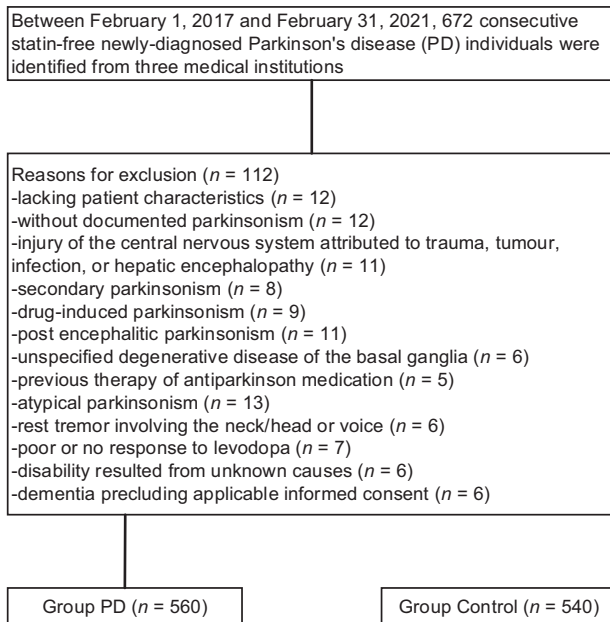 Between February 1, 2017 and February 31, 2021, 672 consecutive
statin-free newly-diagnosed Parkinson's disease (PD) individuals were
identified from three medical institutions
Reasons for exclusion (n = 112)
-lacking patient characteristics (n = 12)
-without documented parkinsonism (n = 12)
-injury of the central nervous system attributed to trauma, tumour,
infection, or hepatic encephalopathy (n = 11)
-secondary parkinsonism (n = 8)
-drug-induced parkinsonism (n = 9)
-post encephalitic parkinsonism (n = 11)
-unspecified degenerative disease of the basal ganglia (n = 6)
-previous therapy of antiparkinson medication (n = 5)
-atypical parkinsonism (n = 13)
-rest tremor involving the neck/head or voice (n = 6)
-poor or no response to levodopa (n = 7)
-disability resulted from unknown causes (n = 6)
-dementia precluding applicable informed consent (n = 6)
Group PD (n = 560)
Group Control (n = 540)